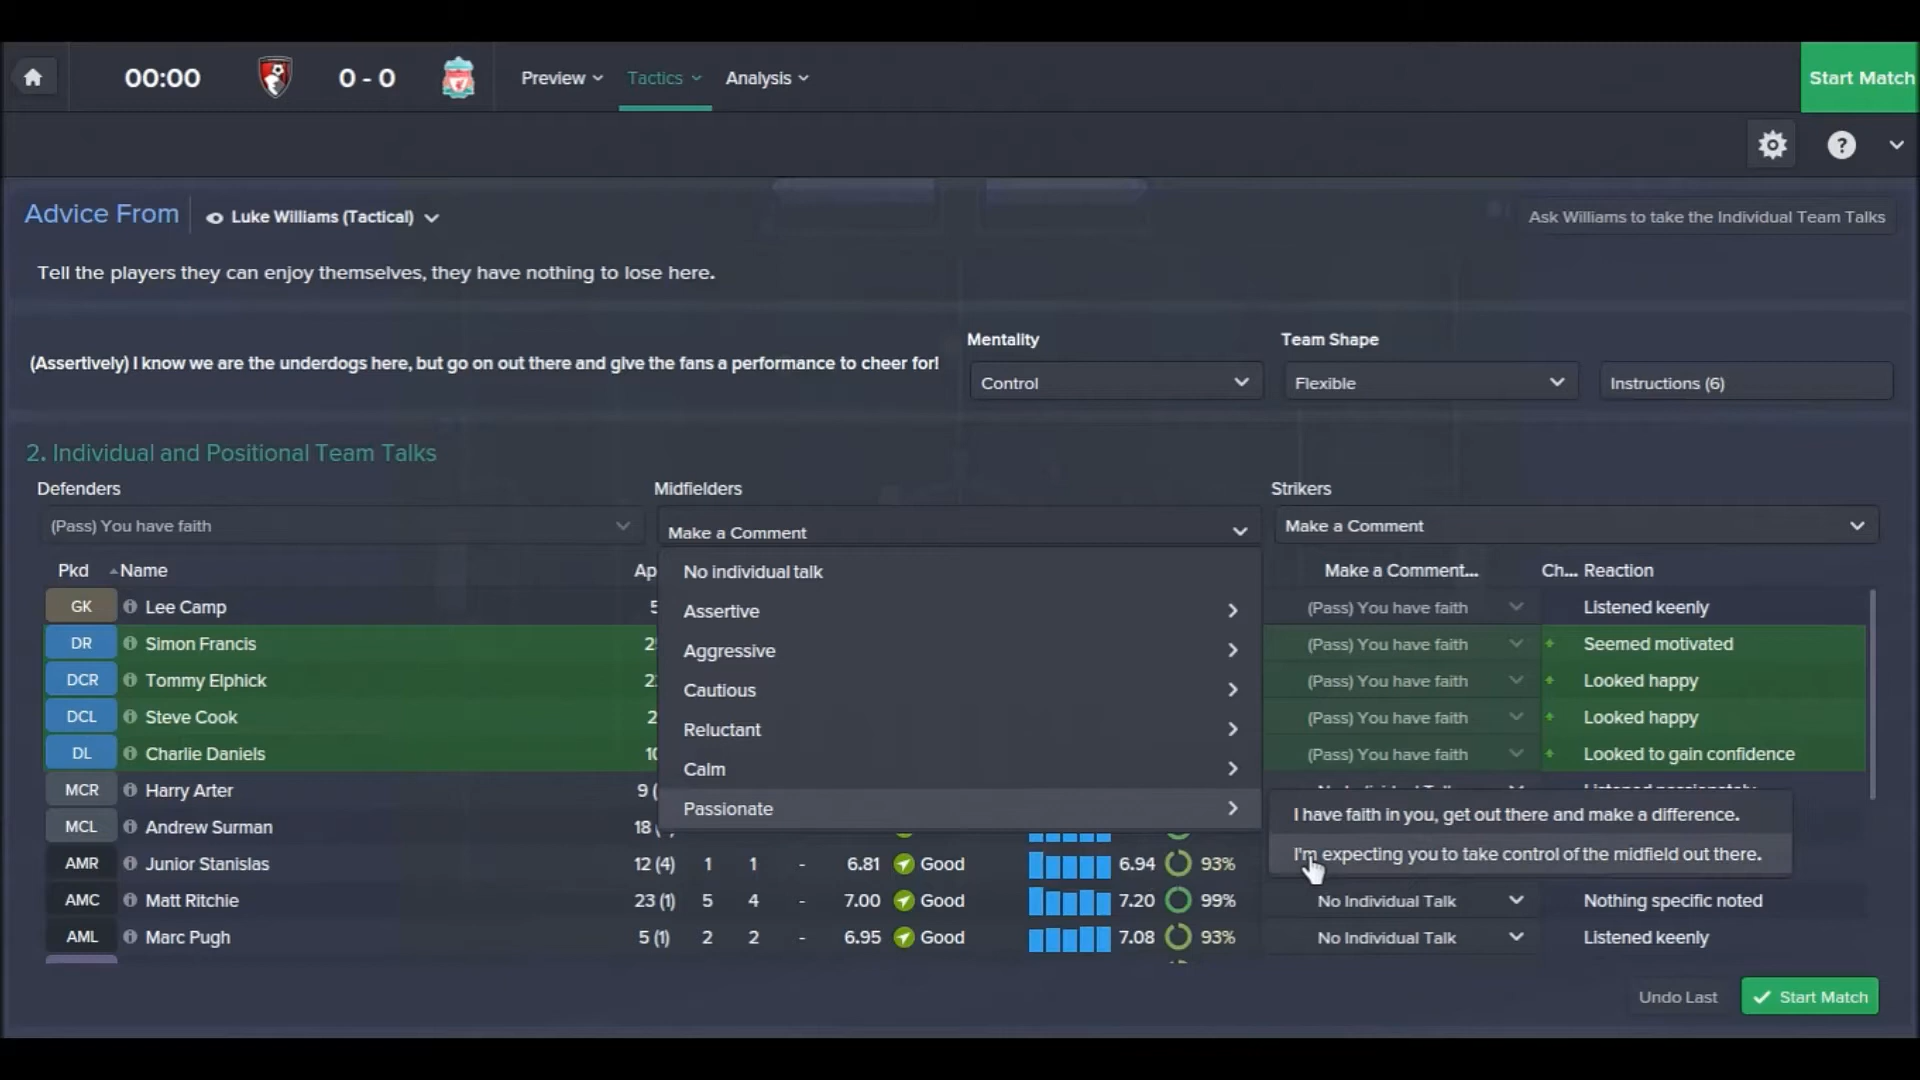 00:00 0 - 0 Preview Tactics Analysis Start Match
?
Advice From Luke Williams (Tactical) Ask Williams to take the Individual Team Talks
Tell the players they can enjoy themselves, they have nothing to lose here.
Mentality Team Shape
(Assertively) I know we are the underdogs here, but go on out there and give the fans a performance to cheer for!
Control Flexible Instructions (6)
2. Individual and Positional Team Talks
Defenders Midfielders Strikers
(Pass) You have faith Make a Comment Make a Comment
Pkd Name Ap Make a Comment... Ch... Reaction
No individual talk
GK Lee Camp 5 (Pass) You have faith Listened keenly
Assertive
DR Simon Francis 2 (Pass) You have faith Seemed motivated
Aggressive
DCR Tommy Elphick 2 (Pass) You have faith Looked happy
Cautious
DCL Steve Cook 2 (Pass) You have faith Looked happy
Reluctant
DL Charlie Daniels 10 (Pass) You have faith Looked to gain confidence
Calm
MCR Harry Arter 9 (
Passionate I have faith in you, get out there and make a difference.
MCL Andrew Surman 18 (
I'm expecting you to take control of the midfield out there.
AMR Junior Stanislas 12 (4) 1 1 - 6.81 Good 6.94 93%
AMC Matt Ritchie 23 (1) 5 4 - 7.00 Good 7.20 99% No Individual Talk Nothing specific noted
AML Marc Pugh 5 (1) 2 2 - 6.95 Good 7.08 93% No Individual Talk Listened keenly
Undo Last Start Match